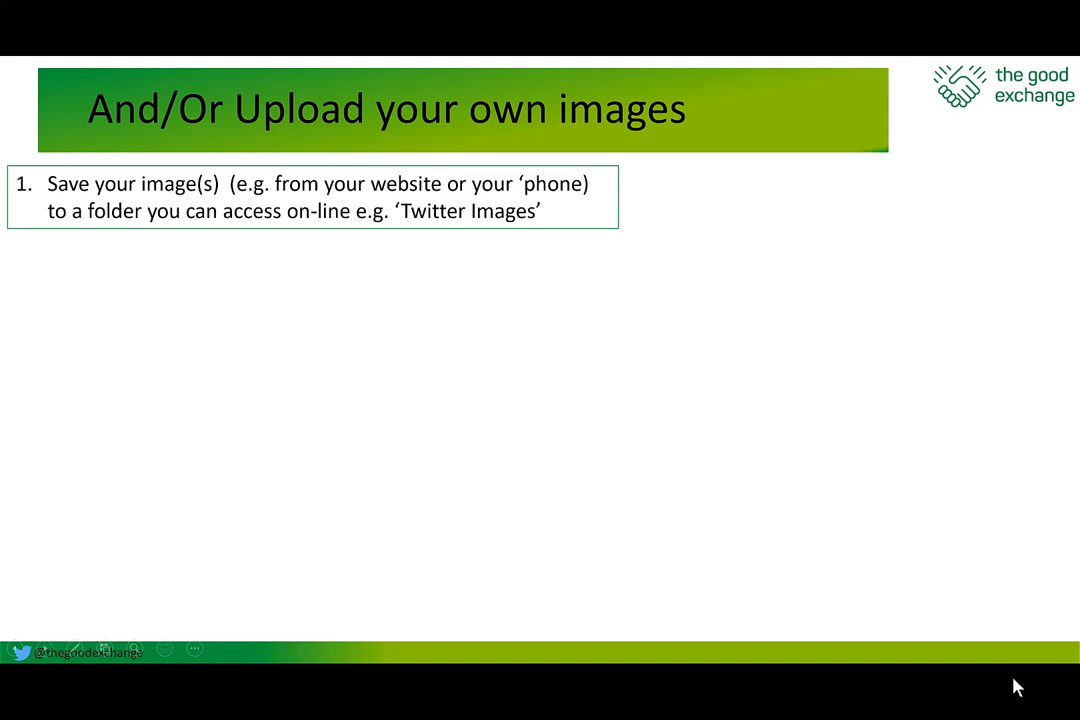 And/Or Upload your own images
the good
exchange
1. Save your image(s) (e.g. from your website or your ‘phone)
to a folder you can access on-line e.g. ‘Twitter Images’
@thegoodexchange